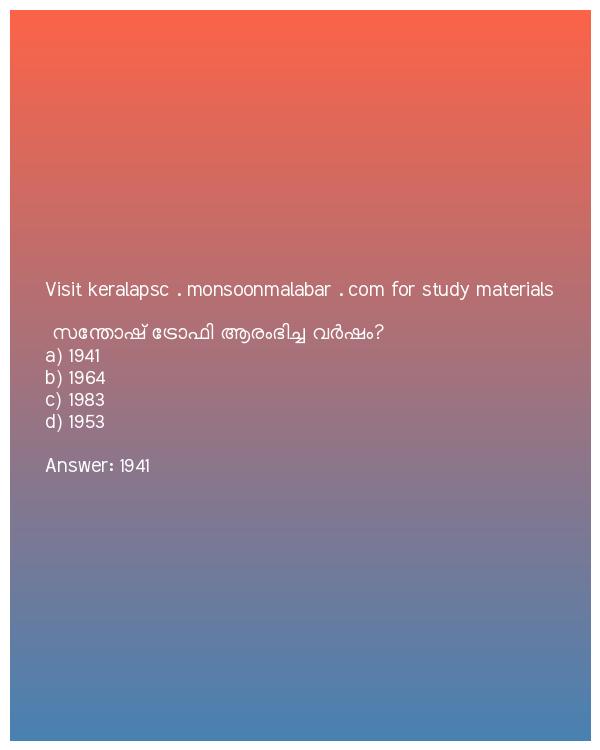 Visit keralapsc . monsoonmalabar . com for study materials
സന്തോഷ് ട്രോഫി ആരംഭിച്ച വർഷം?
a) 1941
b) 1964
c) 1983
d) 1953
Answer: 1941